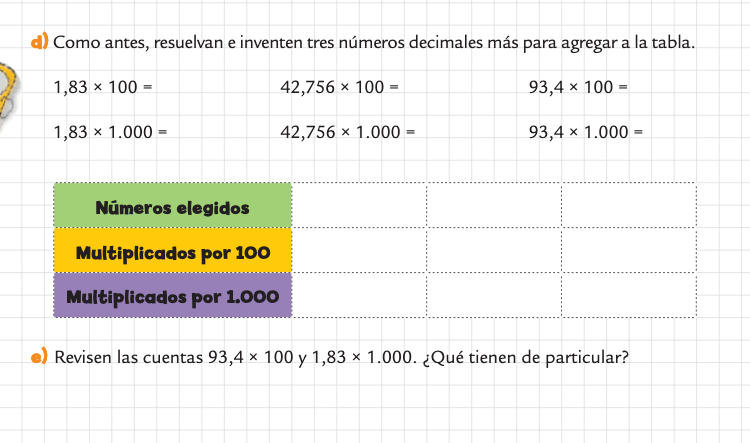 d) Como antes, resuelvan e inventen tres números decimales más para agregar a la tabla.
1,83 × 100 = 42,756 × 100 = 93,4 × 100 =
1,83 × 1.000 = 42,756 × 1.000 = 93,4 × 1.000 =
Números elegidos
Multiplicados por 100
Multiplicados por 1.000
e) Revisen las cuentas 93,4 × 100 y 1,83 × 1.000. ¿Qué tienen de particular?